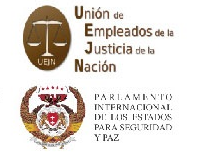 Unión de
Empleados de la
Justicia de la
Nación
UEJN
PARLAMENTO
INTERNACIONAL
DE LOS ESTADOS
PARA SEGURIDAD
Y PAZ